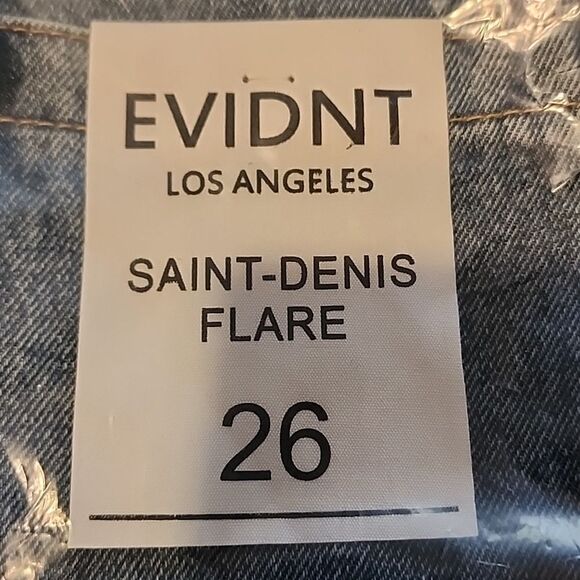 EVIDNT
LOS ANGELES
SAINT-DENIS
FLARE
26